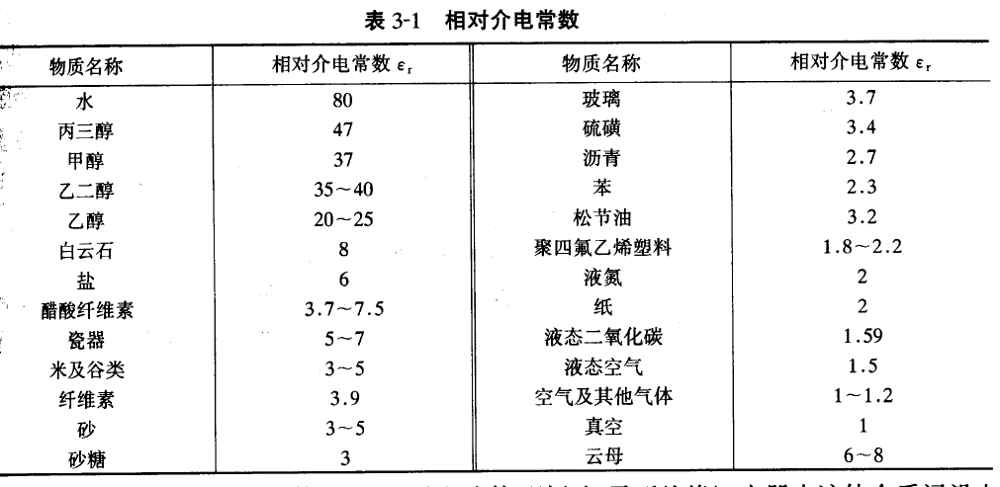 表 3-1 相对介电常数
物质名称 相对介电常数 εr 物质名称 相对介电常数 εr
水 80 玻璃 3.7
丙三醇 47 硫磺 3.4
甲醇 37 沥青 2.7
乙二醇 35~40 苯 2.3
乙醇 20~25 松节油 3.2
白云石 8 聚四氟乙烯塑料 1.8~2.2
盐 6 液氮 2
醋酸纤维素 3.7~7.5 纸 2
瓷器 5~7 液态二氧化碳 1.59
米及谷类 3~5 液态空气 1.5
纤维素 3.9 空气及其他气体 1~1.2
砂 3~5 真空 1
砂糖 3 云母 6~8